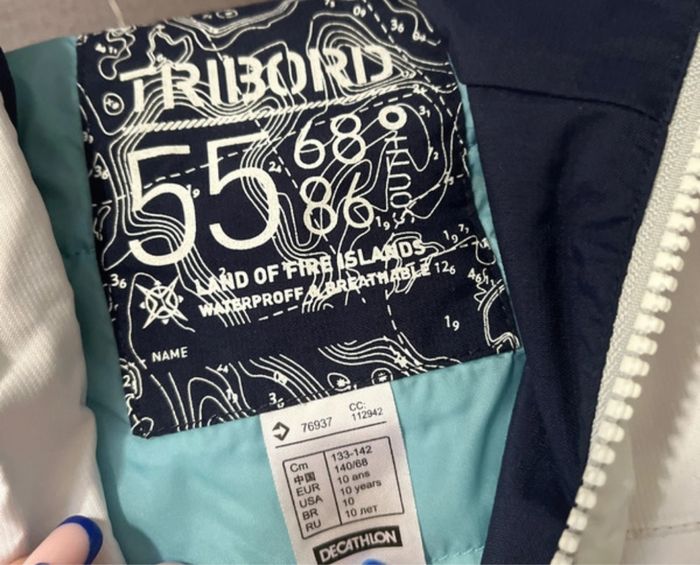 TRIBORD
55 68 86°
SOUTH
LAND OF FIRE ISLANDS
WATERPROFF & BREATHABLE
NAME
76937 CC: 112942
Cm 133-142
中国 140/68
EUR 10 ans
USA 10 years
BR 10
RU 10 лет
DECATHLON